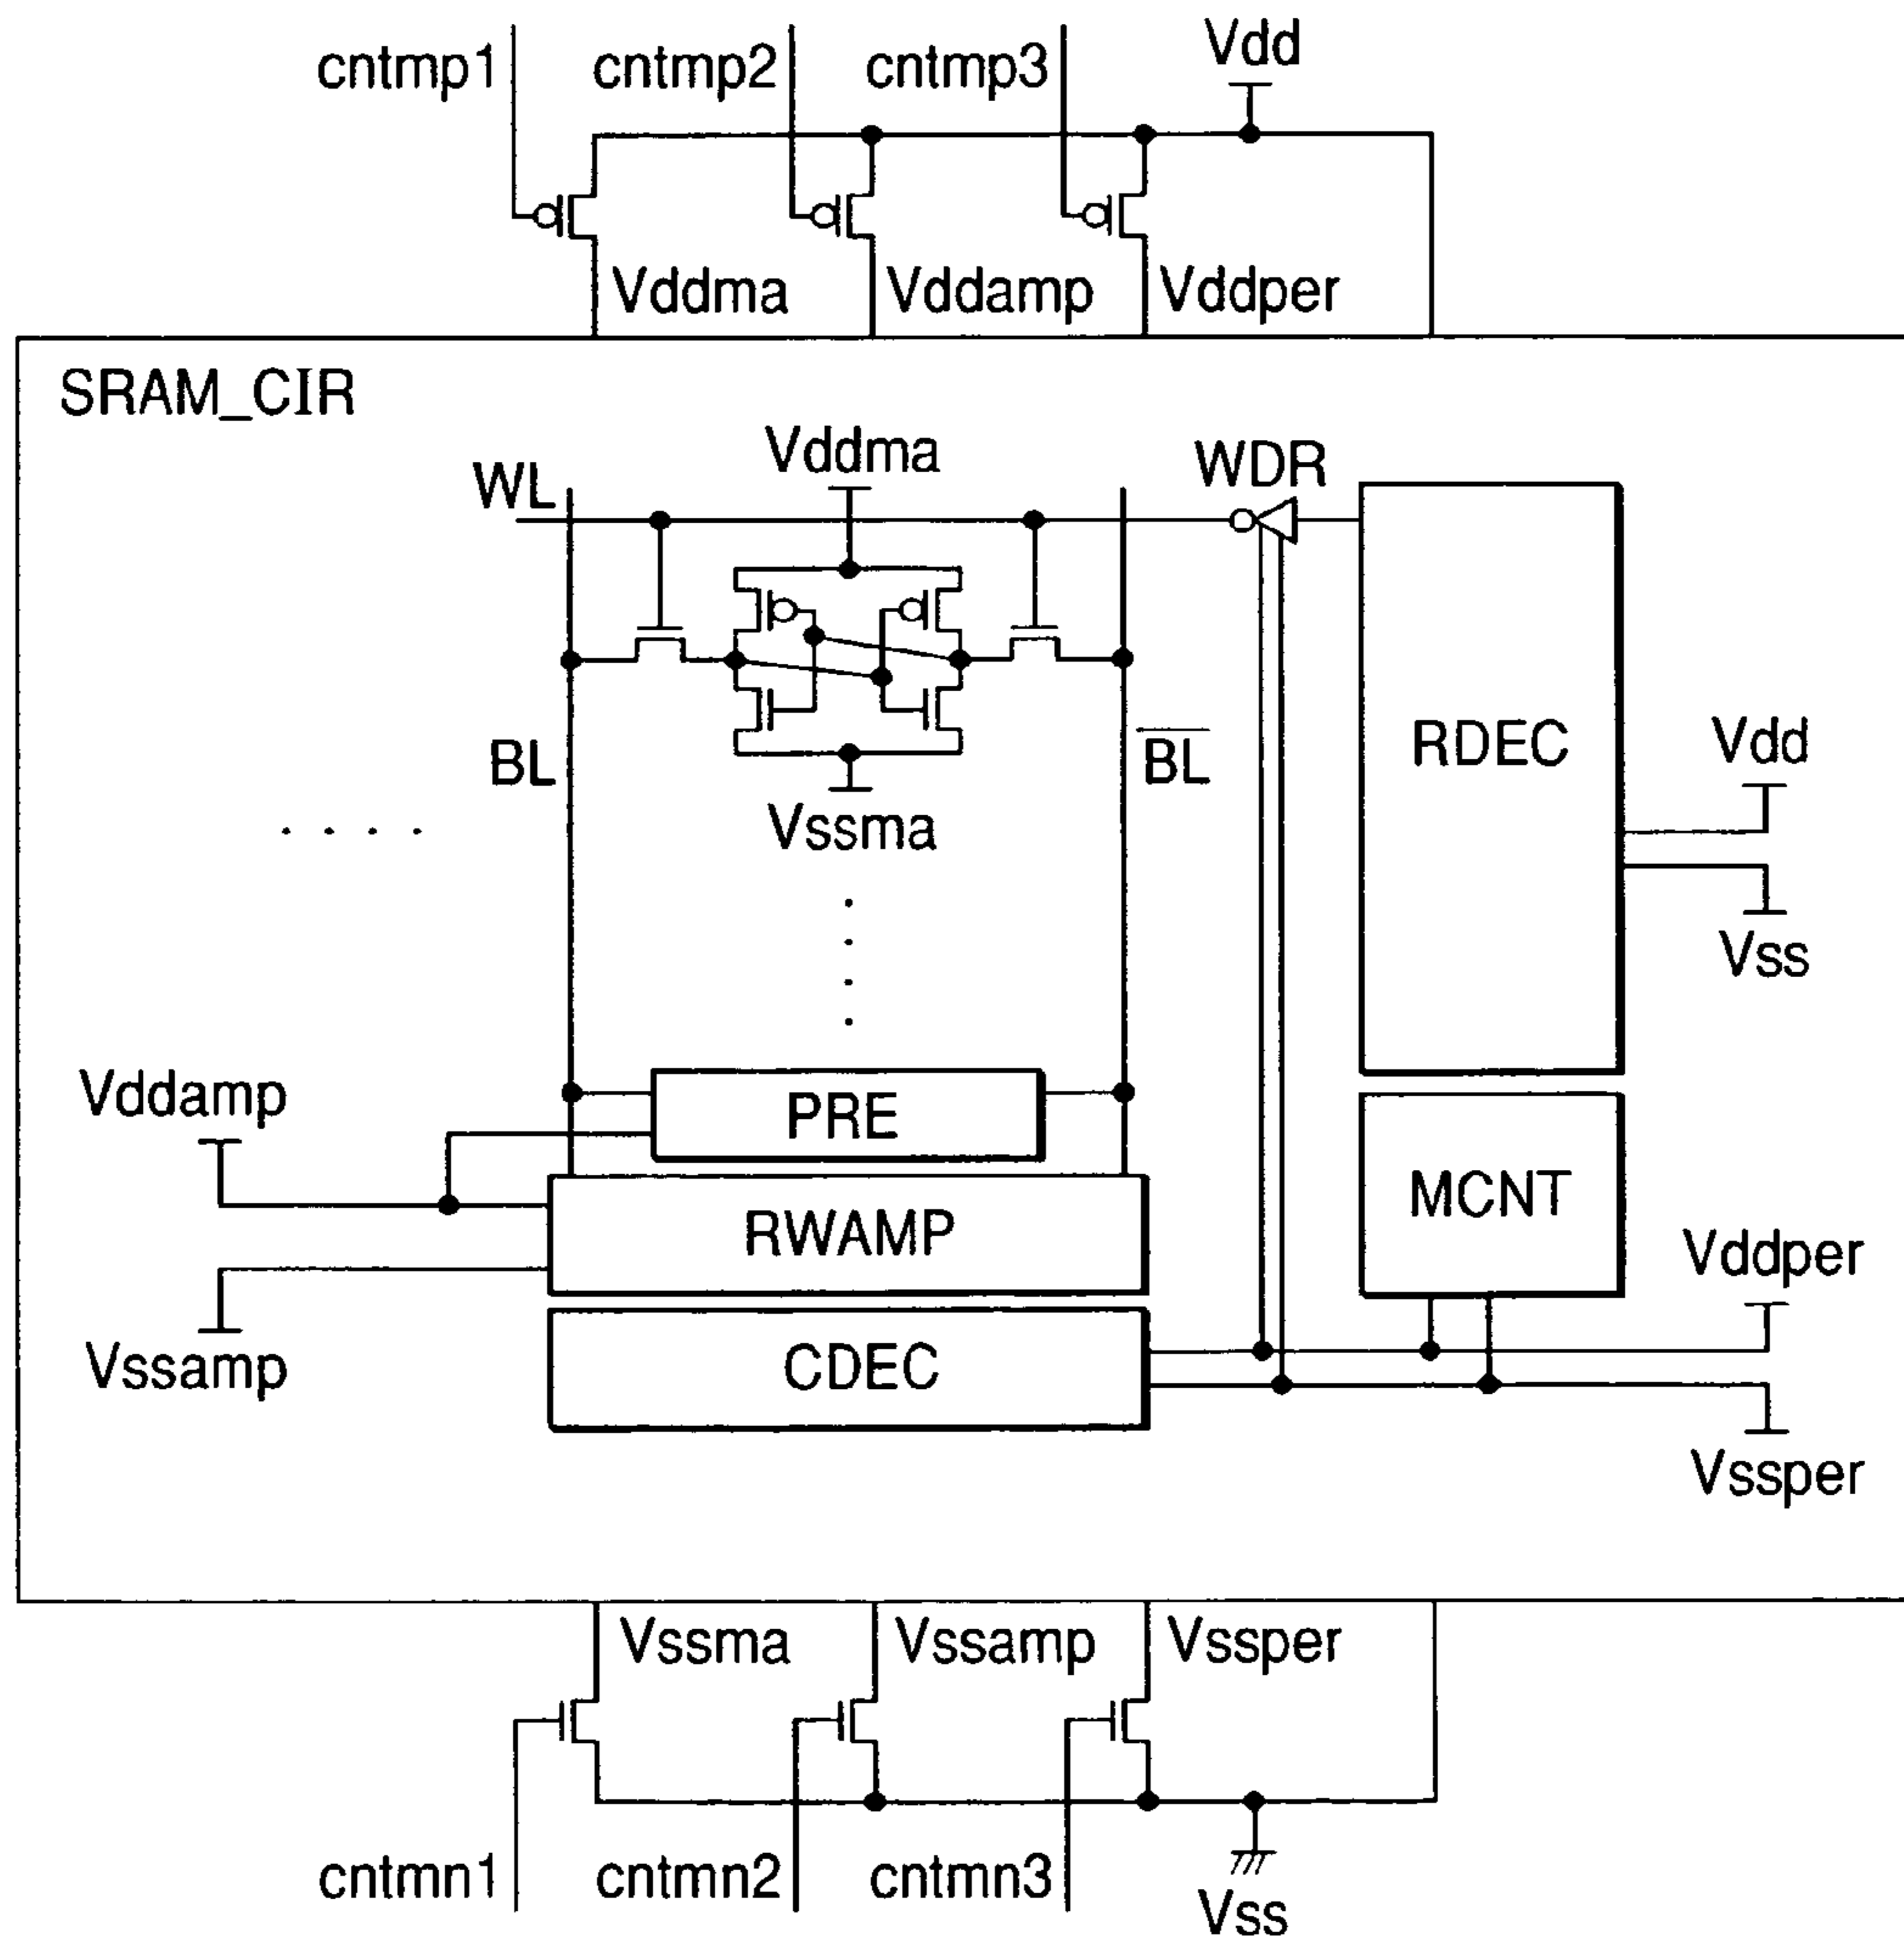 cntmp1
cntmp2
cntmp3
Vdd
Vddma
Vddamp
Vddper
SRAM_CIR
WL
Vddma
WDR
BL
Vssma
B̅L̅
RDEC
Vdd
Vss
Vddamp
PRE
RWAMP
MCNT
Vddper
Vssamp
CDEC
Vssper
Vssma
Vssamp
Vssper
cntmn1
cntmn2
cntmn3
Vss